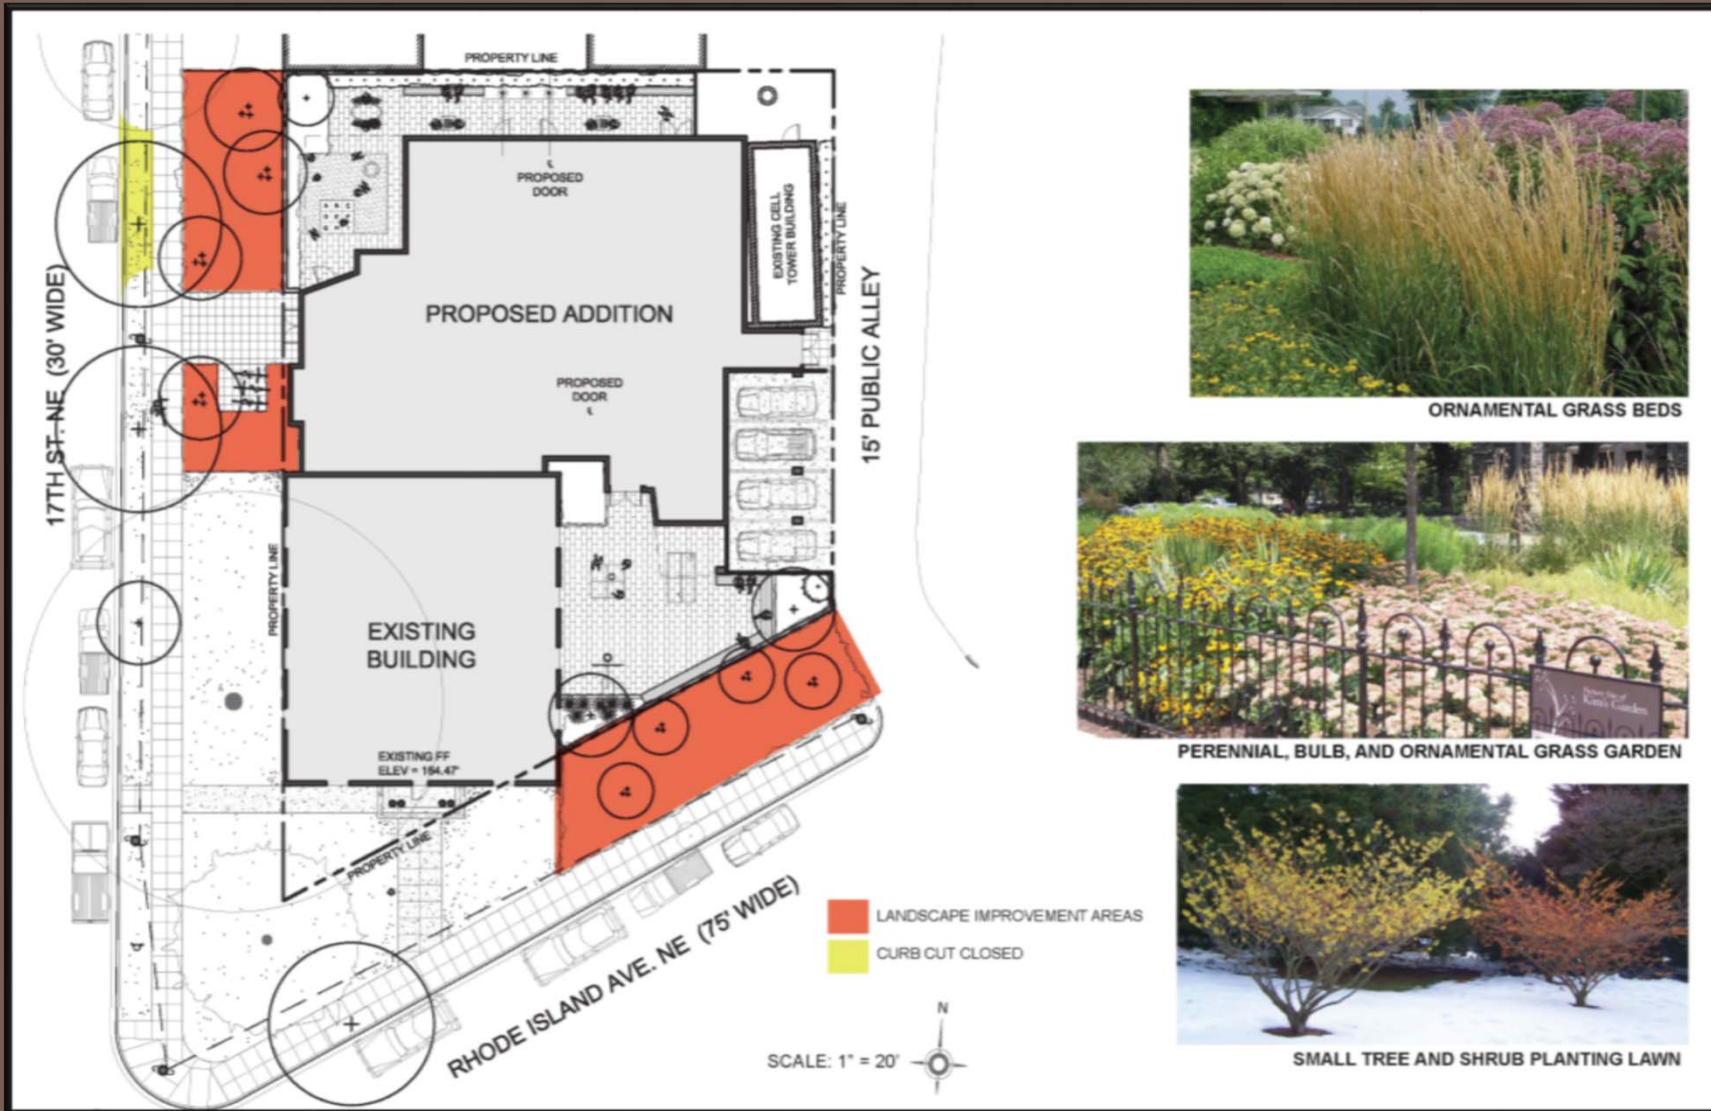 PROPERTY LINE
PROPOSED
DOOR
EXISTING CELL
TOWER BUILDING
PROPERTY LINE
PROPOSED ADDITION
17TH ST. NE (30' WIDE)
15' PUBLIC ALLEY
PROPOSED
DOOR
PROPERTY LINE
EXISTING
BUILDING
EXISTING FF
ELEV = 164.47'
PROPERTY LINE
RHODE ISLAND AVE. NE (75' WIDE)
LANDSCAPE IMPROVEMENT AREAS
CURB CUT CLOSED
N
SCALE: 1" = 20'
ORNAMENTAL GRASS BEDS
Kim's Garden
PERENNIAL, BULB, AND ORNAMENTAL GRASS GARDEN
SMALL TREE AND SHRUB PLANTING LAWN